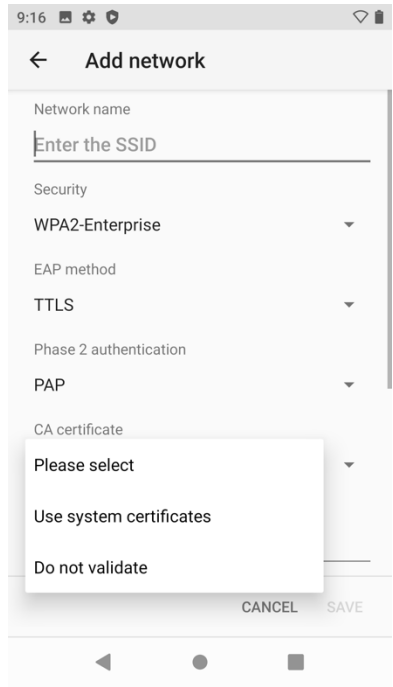 9:16
Add network
Network name
Enter the SSID
Security
WPA2-Enterprise
EAP method
TTLS
Phase 2 authentication
PAP
CA certificate
Please select
Use system certificates
Do not validate
CANCEL SAVE